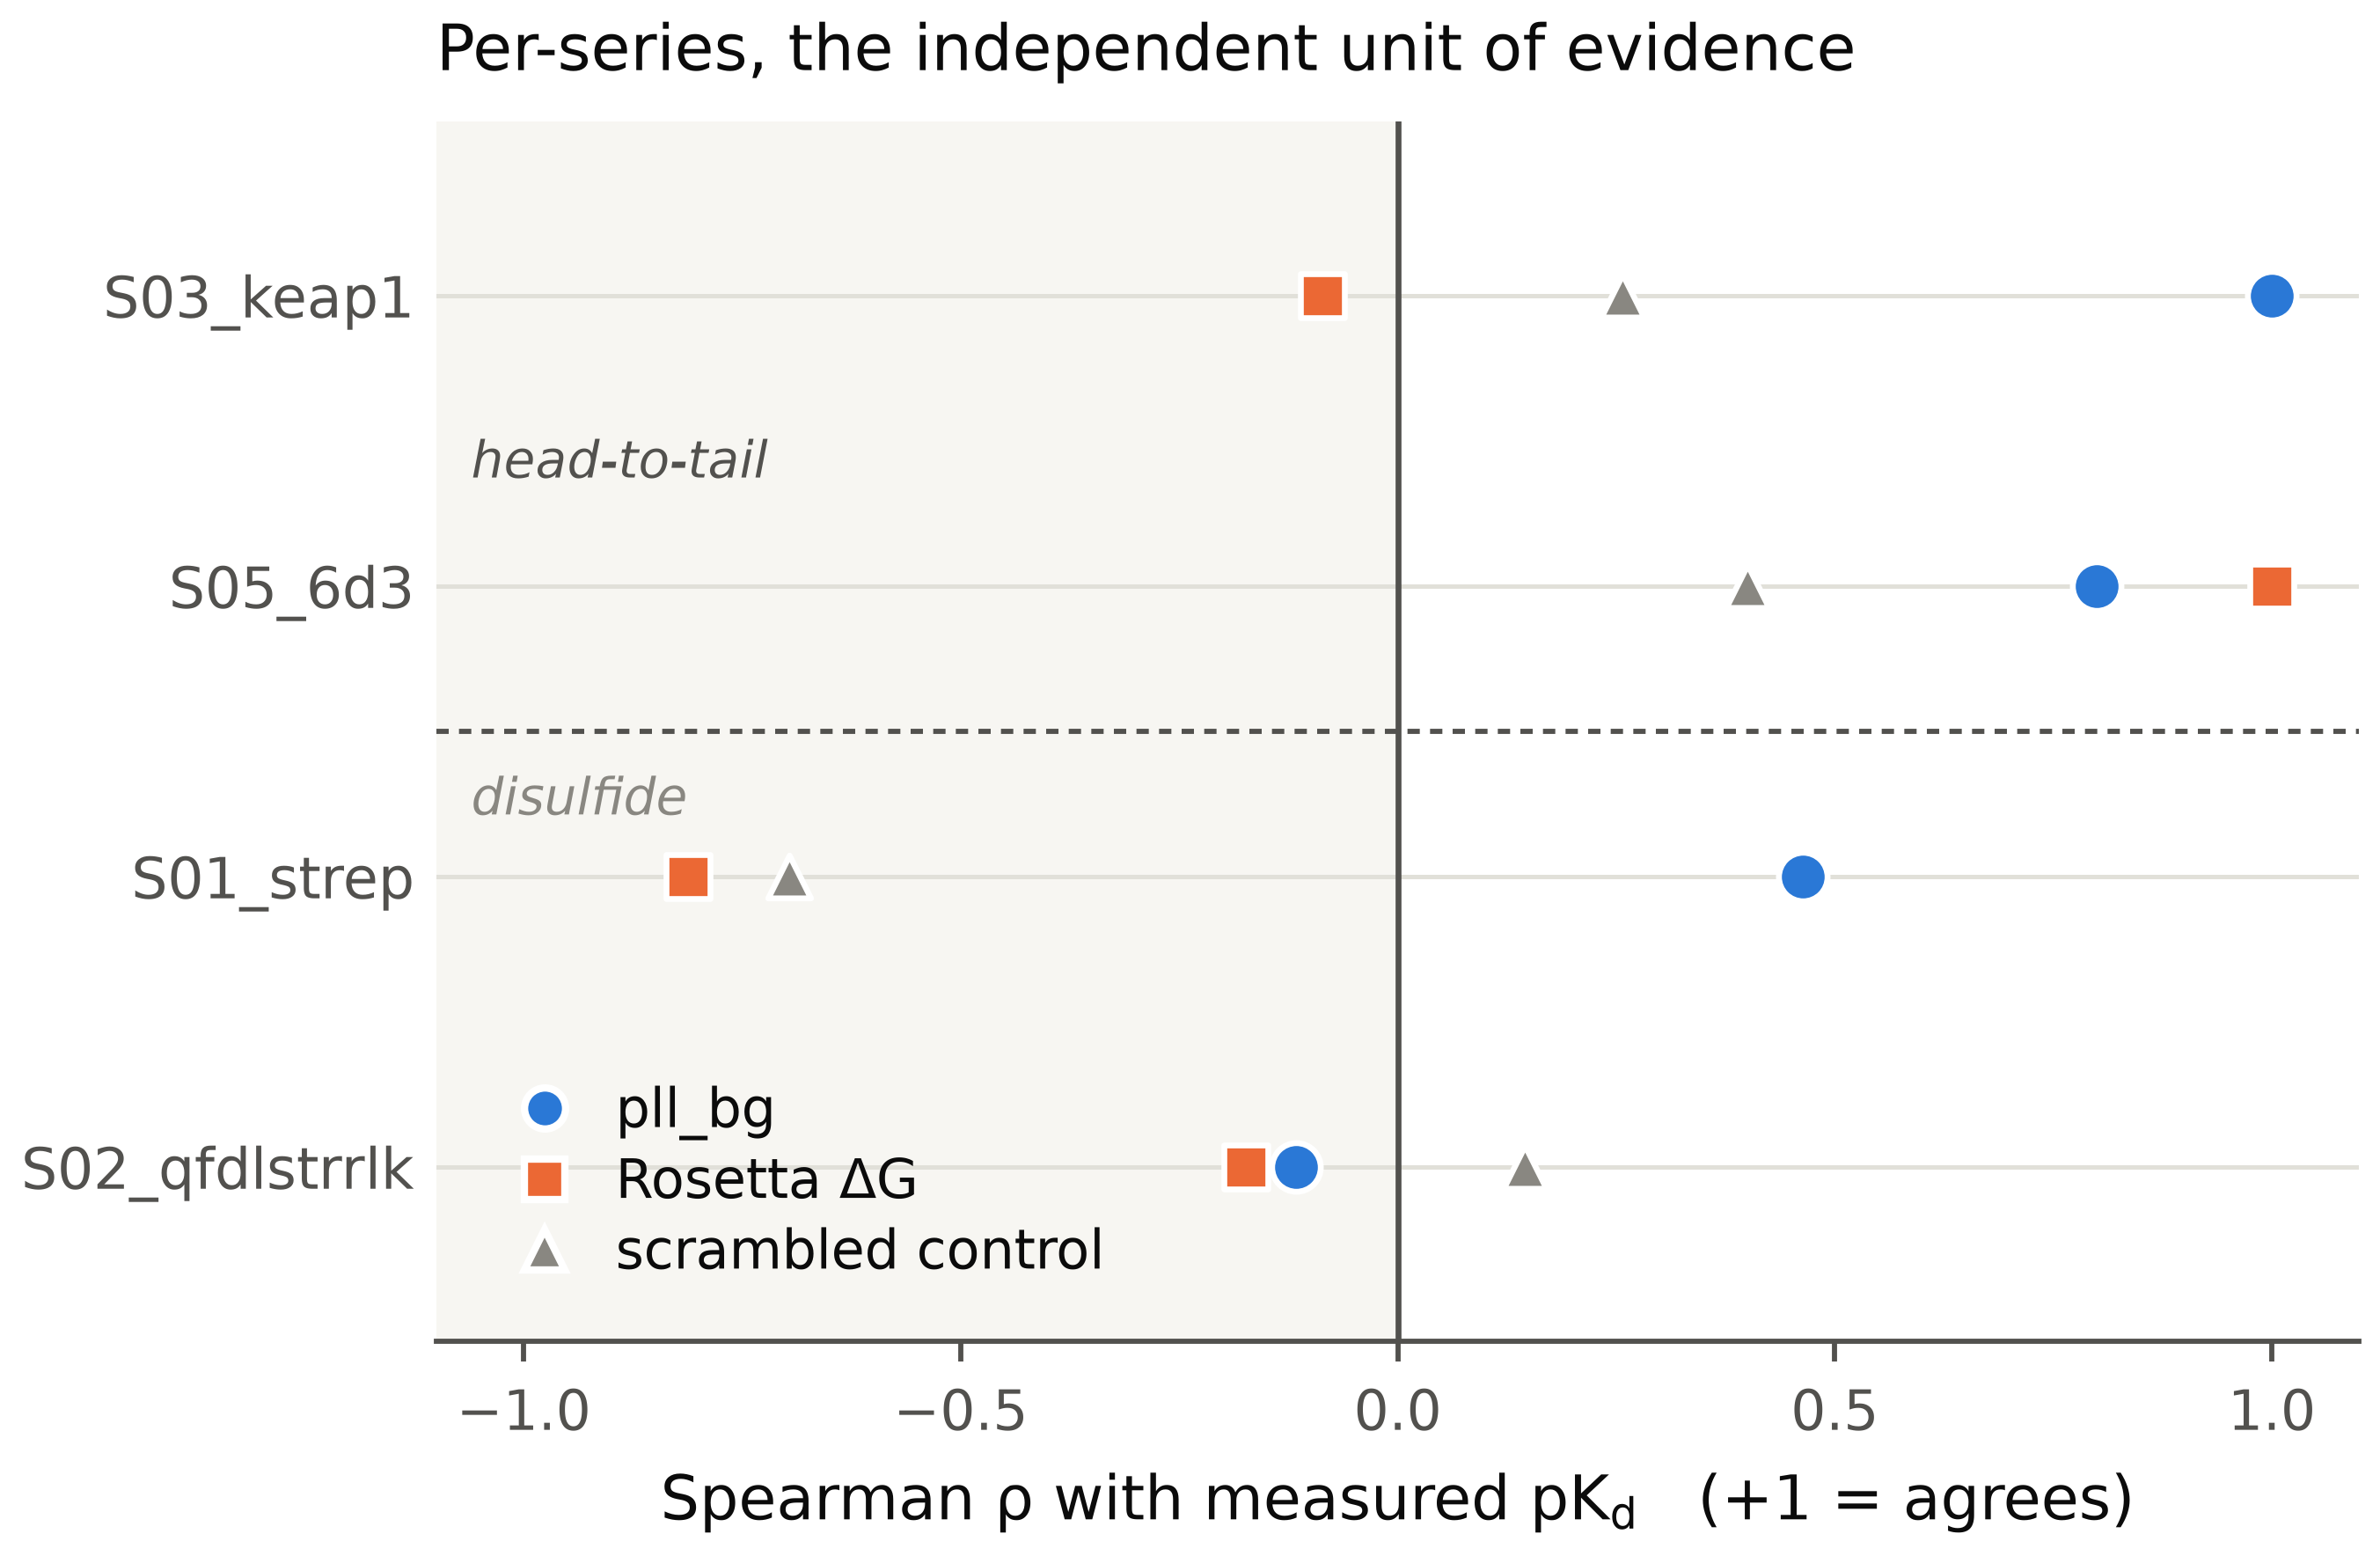 Per-series, the independent unit of evidence
S03_keap1
head-to-tail
S05_6d3
disulfide
S01_strep
pll_bg
S02_qfdlstrrlk
Rosetta ΔG
scrambled control
−1.0 −0.5 0.0 0.5 1.0
Spearman ρ with measured pKd (+1 = agrees)